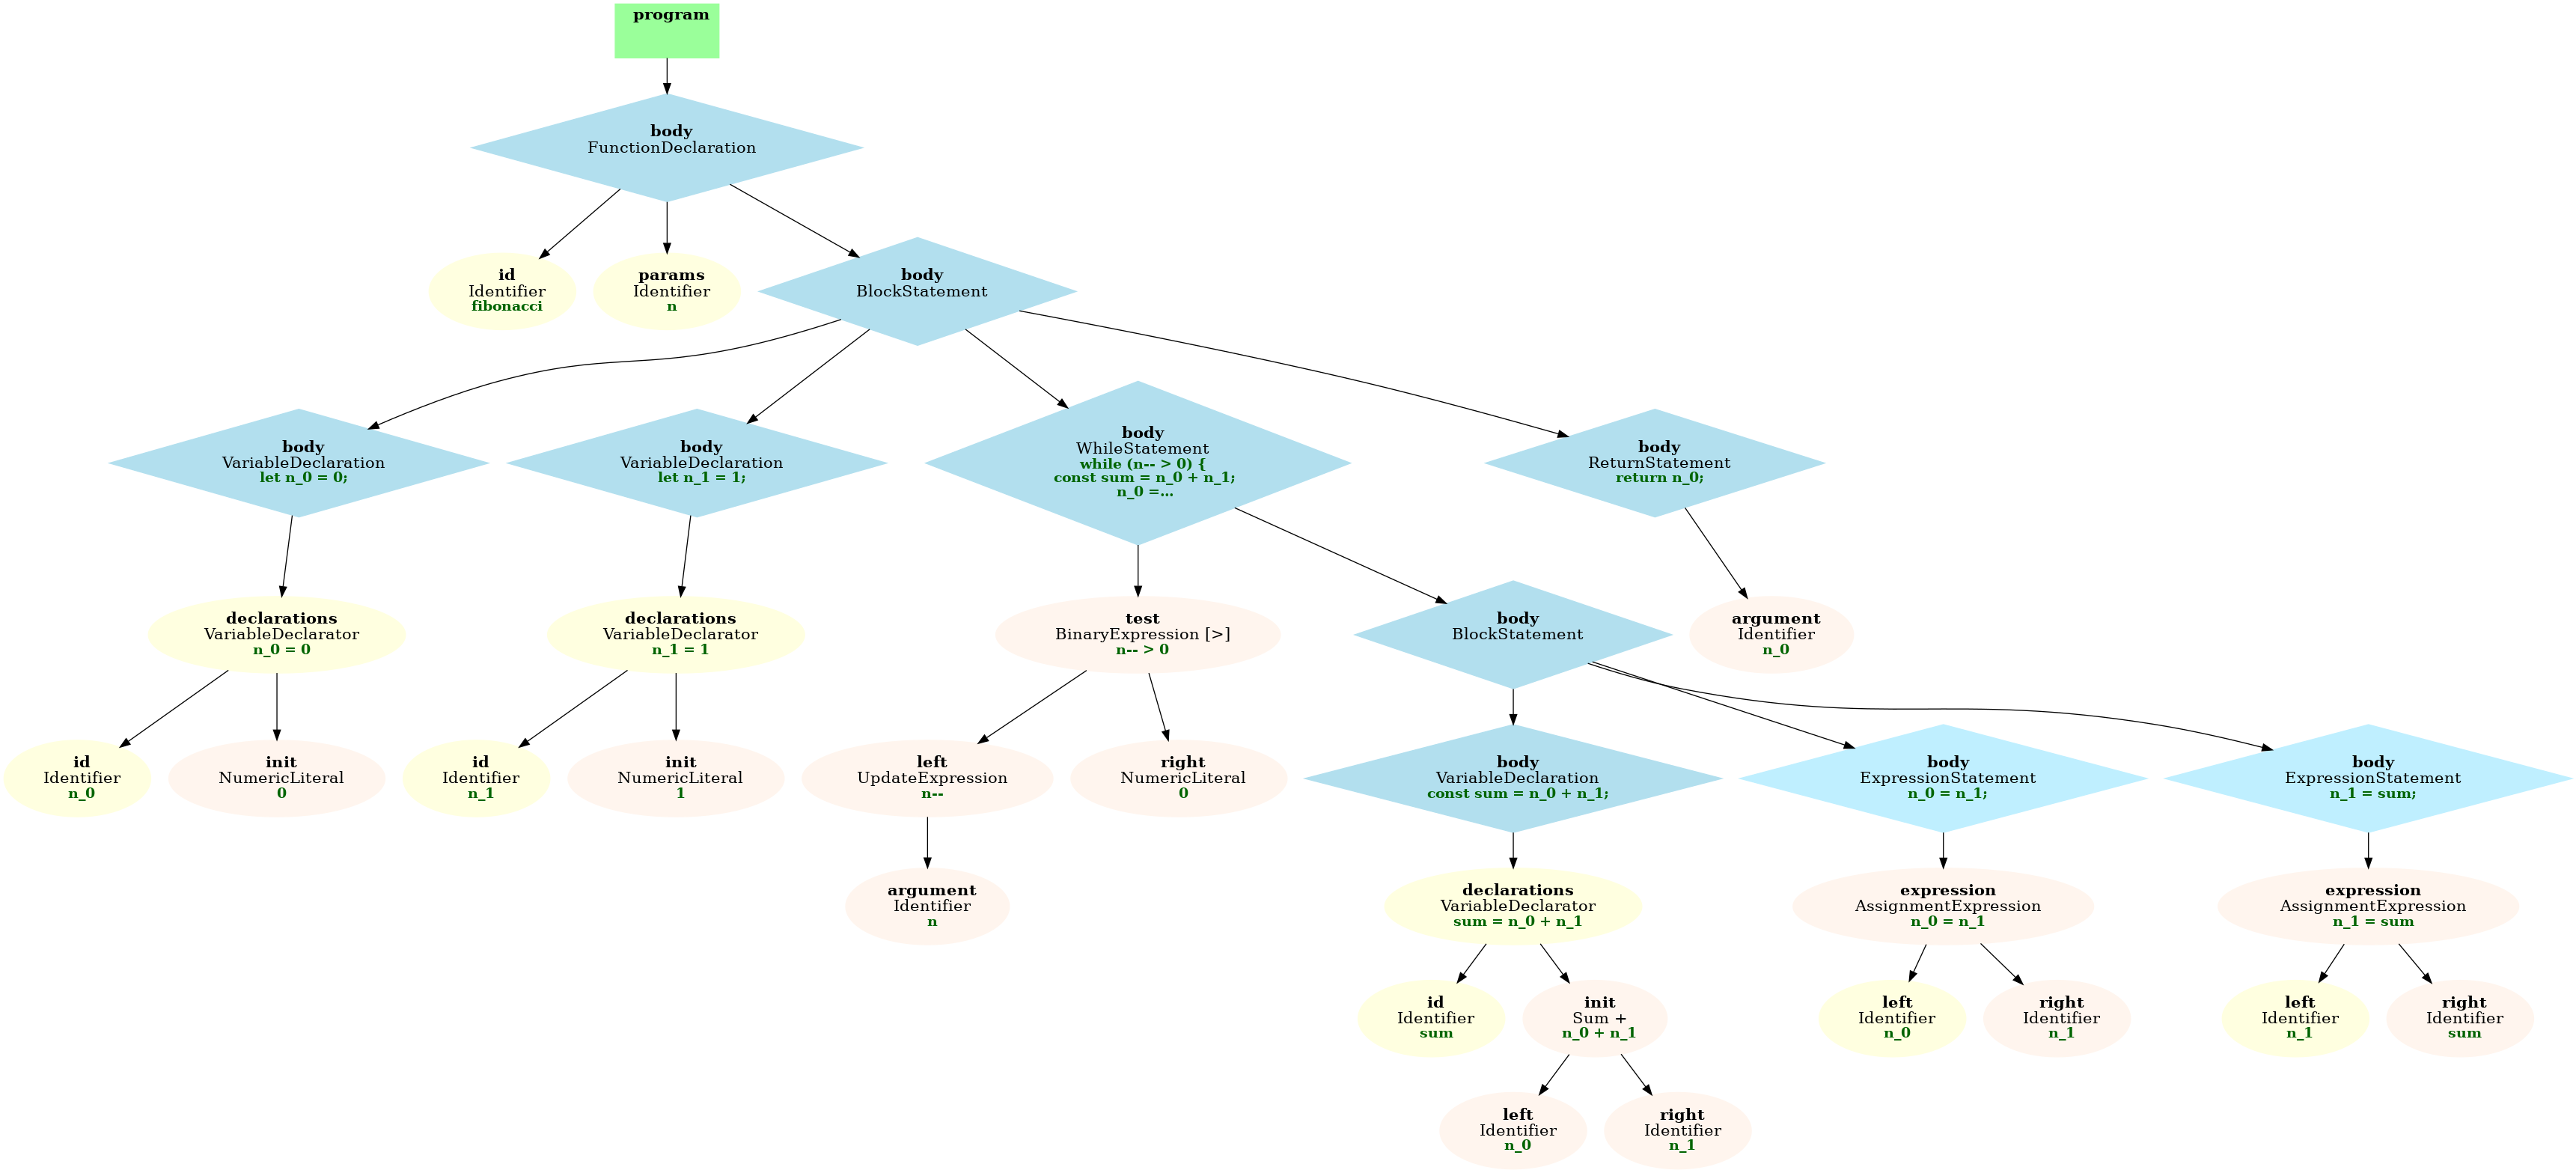 program
body
FunctionDeclaration
id
Identifier
fibonacci
params
Identifier
n
body
BlockStatement
body
VariableDeclaration
let n_0 = 0;
body
VariableDeclaration
let n_1 = 1;
body
WhileStatement
while (n-- > 0) {
const sum = n_0 + n_1;
n_0 =...
body
ReturnStatement
return n_0;
declarations
VariableDeclarator
n_0 = 0
declarations
VariableDeclarator
n_1 = 1
test
BinaryExpression [>]
n-- > 0
body
BlockStatement
argument
Identifier
n_0
id
Identifier
n_0
init
NumericLiteral
0
id
Identifier
n_1
init
NumericLiteral
1
left
UpdateExpression
n--
right
NumericLiteral
0
body
VariableDeclaration
const sum = n_0 + n_1;
body
ExpressionStatement
n_0 = n_1;
body
ExpressionStatement
n_1 = sum;
argument
Identifier
n
declarations
VariableDeclarator
sum = n_0 + n_1
expression
AssignmentExpression
n_0 = n_1
expression
AssignmentExpression
n_1 = sum
id
Identifier
sum
init
Sum +
n_0 + n_1
left
Identifier
n_0
right
Identifier
n_1
left
Identifier
n_1
right
Identifier
sum
left
Identifier
n_0
right
Identifier
n_1